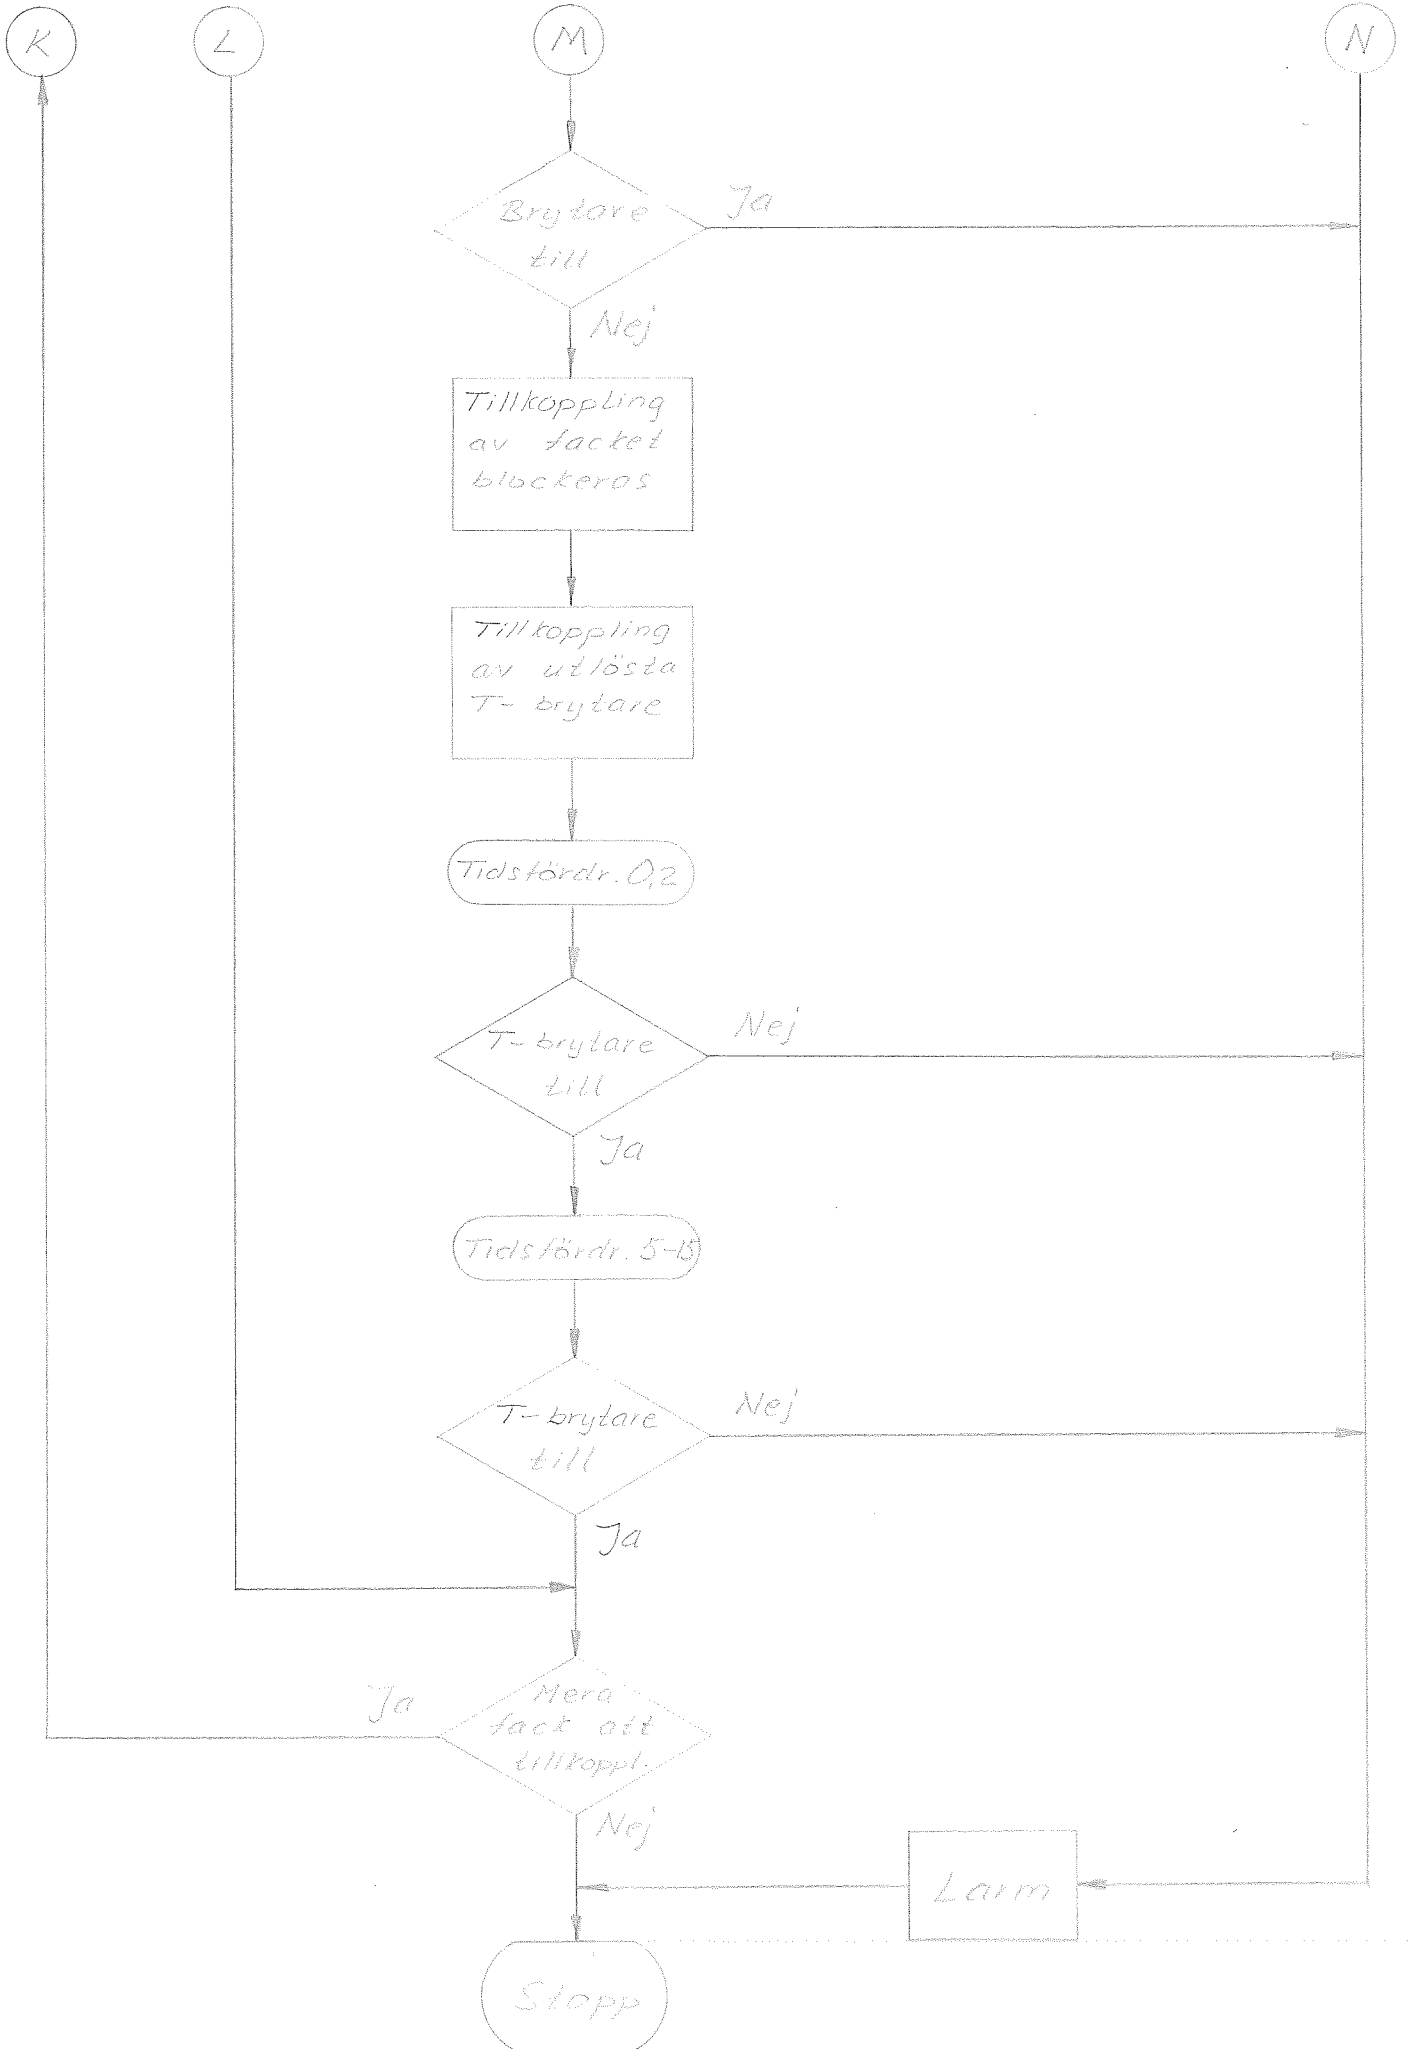 K
L
M
N
Brytare
till
Ja
Nej
Tillkoppling
av facket
blockeras
Tillkoppling
av utlösta
T- brytare
Tidsfördr. 0,2
T-brytare
till
Nej
Ja
Tidsfördr. 5-15
T-brytare
till
Nej
Ja
Mera
fack att
tillkoppl.
Ja
Nej
Larm
Stopp